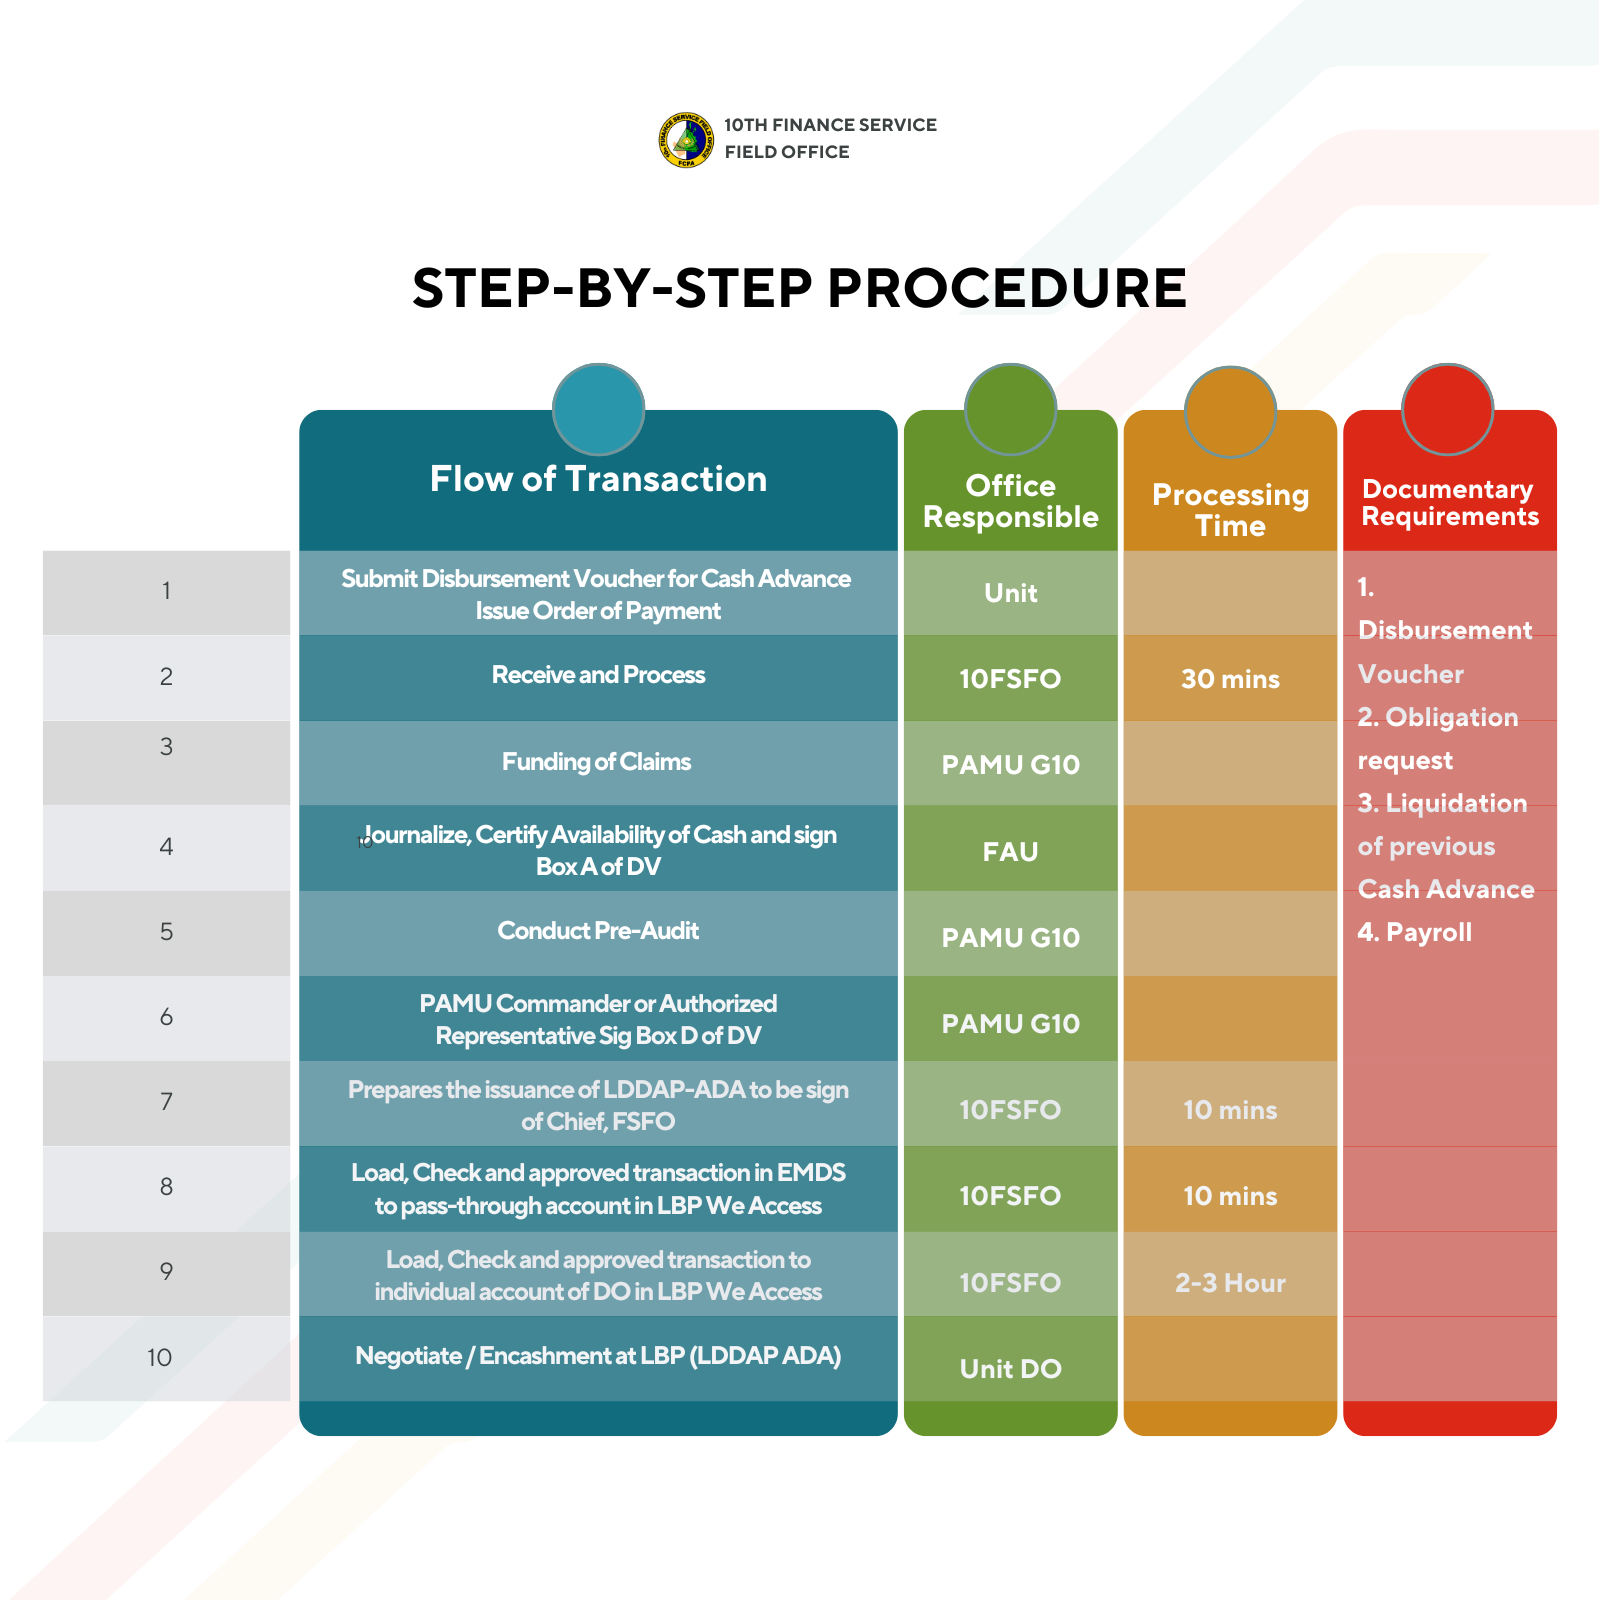 10TH FINANCE SERVICE
FIELD OFFICE
10th FINANCE SERVICE FIELD OFFICE
FCPA
STEP-BY-STEP PROCEDURE
Flow of Transaction
Office
Responsible
Processing
Time
Documentary
Requirements
1
Submit Disbursement Voucher for Cash Advance
Issue Order of Payment
Unit
2
Receive and Process
10FSFO
30 mins
3
Funding of Claims
PAMU G10
4
10
Journalize, Certify Availability of Cash and sign
Box A of DV
FAU
5
Conduct Pre-Audit
PAMU G10
6
PAMU Commander or Authorized
Representative Sig Box D of DV
PAMU G10
7
Prepares the issuance of LDDAP-ADA to be sign
of Chief, FSFO
10FSFO
10 mins
8
Load, Check and approved transaction in EMDS
to pass-through account in LBP We Access
10FSFO
10 mins
9
Load, Check and approved transaction to
individual account of DO in LBP We Access
10FSFO
2-3 Hour
10
Negotiate / Encashment at LBP (LDDAP ADA)
Unit DO
1.
Disbursement
Voucher
2. Obligation
request
3. Liquidation
of previous
Cash Advance
4. Payroll